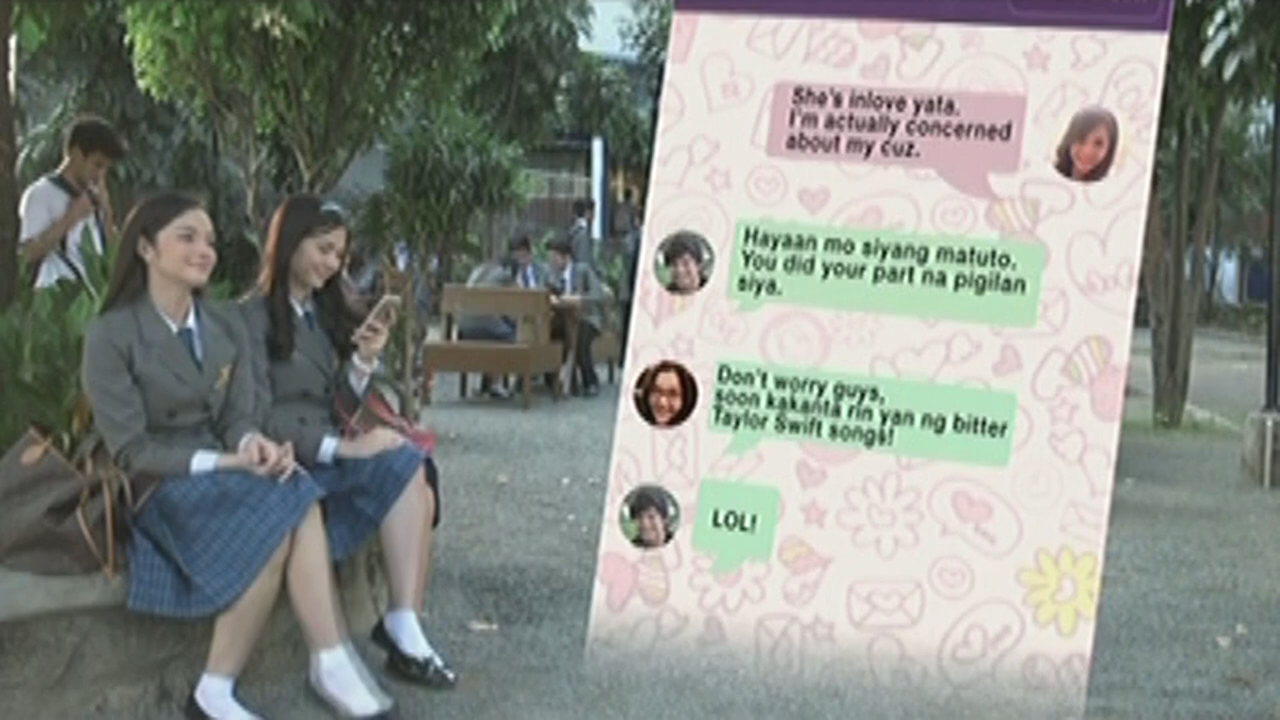 She's inlove yata.
I'm actually concerned
about my cuz.
Hayaan mo siyang matuto.
You did your part na pigilan
siya.
Don't worry guys,
soon kakanta rin yan ng bitter
Taylor Swift songs!
LOL!